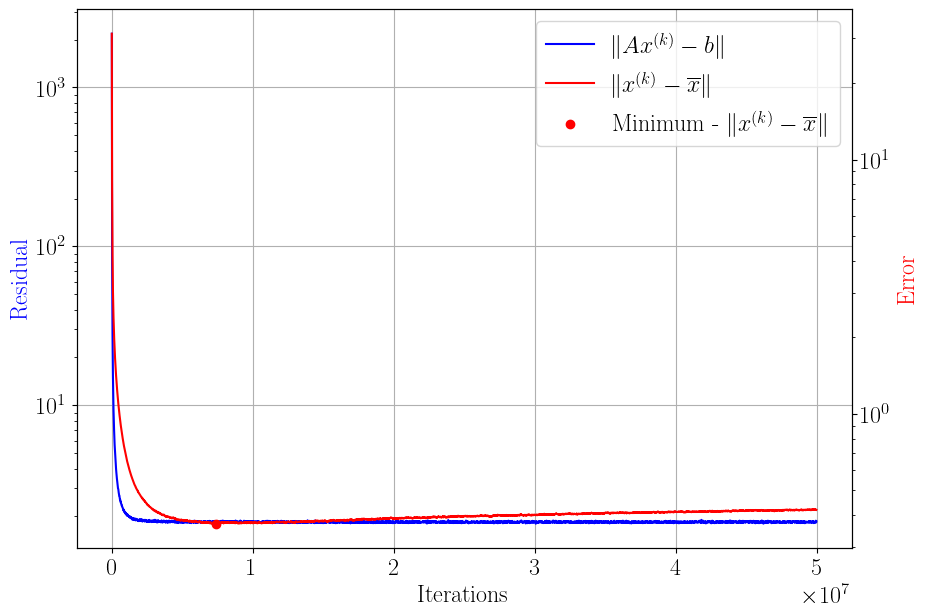 ‖Ax^(k) − b‖
‖x^(k) − x̅‖
Minimum - ‖x^(k) − x̅‖
10^3
10^2
10^1
Residual
10^1
10^0
Error
0 1 2 3 4 5
Iterations
×10^7